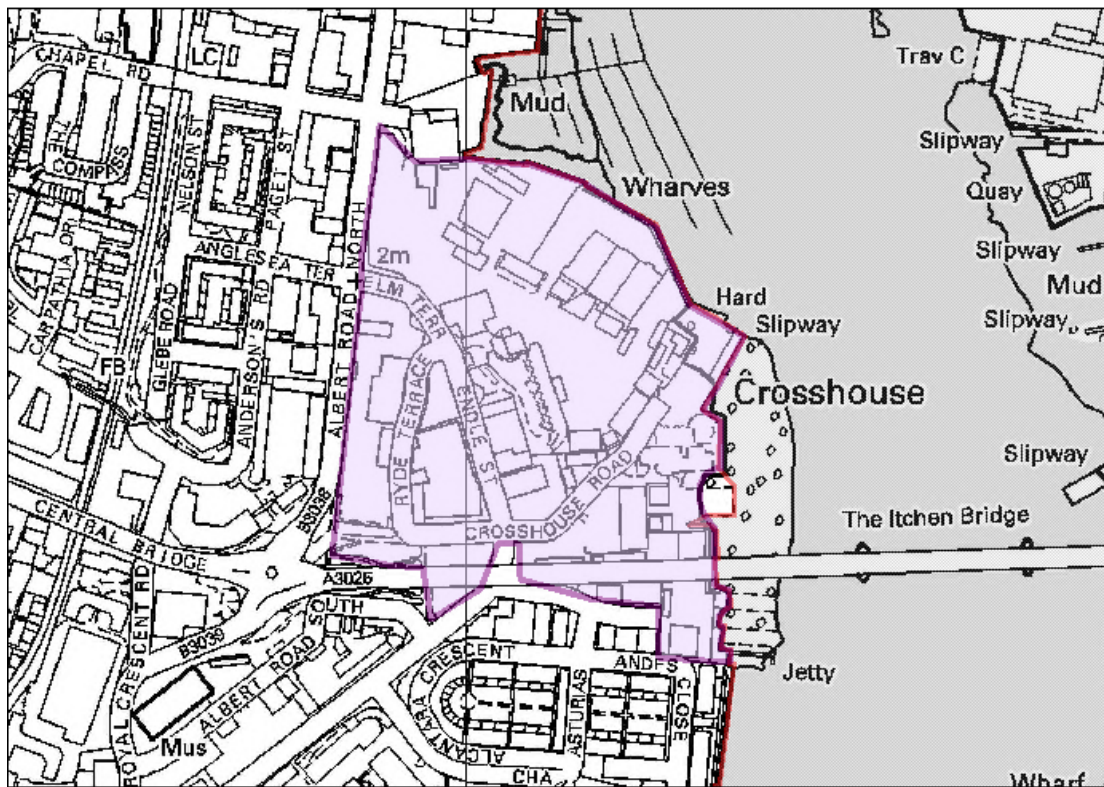 CHAPEL RD
LC
THE
COMPASS
NELSON ST
PAGET ST
Mud
Wharves
Trav C
Slipway
Quay
Slipway
Mud
Slipway
CARPATHIA DR
ANGLESEA TER
2m
ELM TERR
ALBERT ROAD NORTH
GLEBE ROAD
ANDERSON'S RD
FB
Hard
Slipway
Crosshouse
RYDE TERRACE
ENDLE ST
CROSSHOUSE ROAD
Slipway
The Itchen Bridge
CENTRAL BRIDGE
B3038
A3026
B3039
ROYAL CRESCENT RD
ALBERT ROAD SOUTH
Mus
ALCANTARA CRESCENT
ANDES
CLOSE
ASTURIAS
CHA
Jetty
Wharf